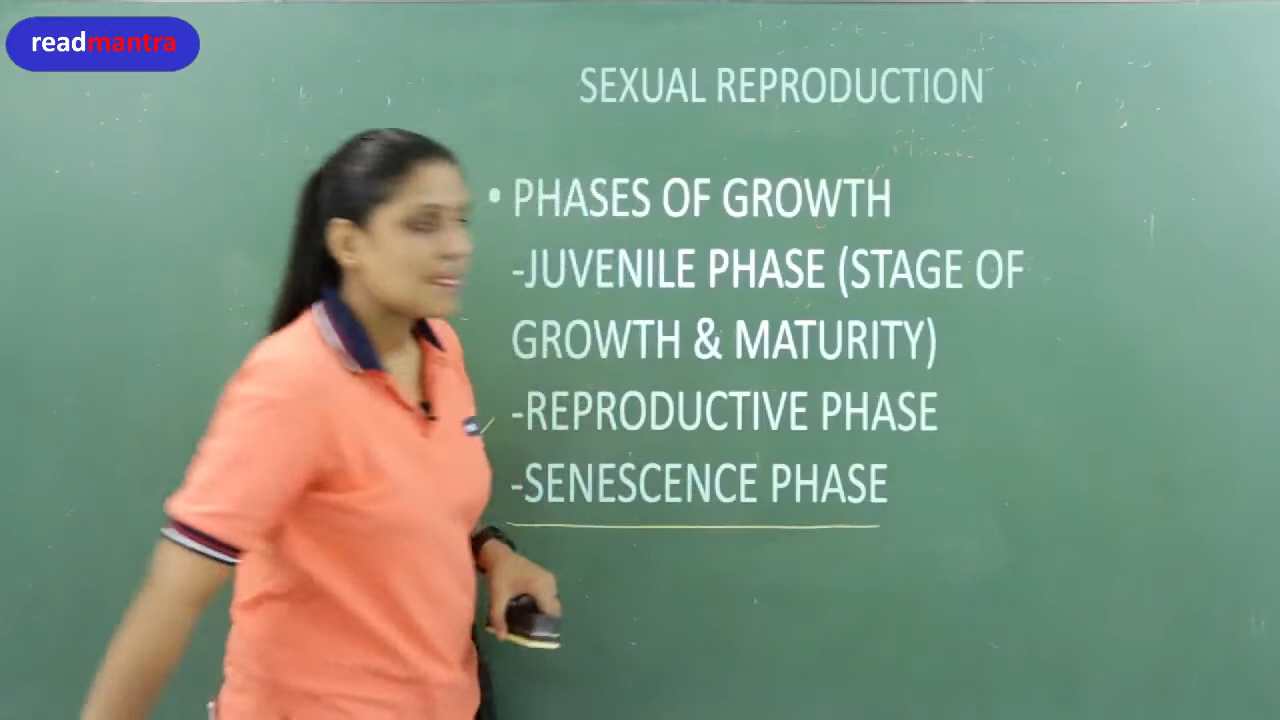 readmantra
SEXUAL REPRODUCTION
• PHASES OF GROWTH
-JUVENILE PHASE (STAGE OF
GROWTH & MATURITY)
-REPRODUCTIVE PHASE
-SENESCENCE PHASE